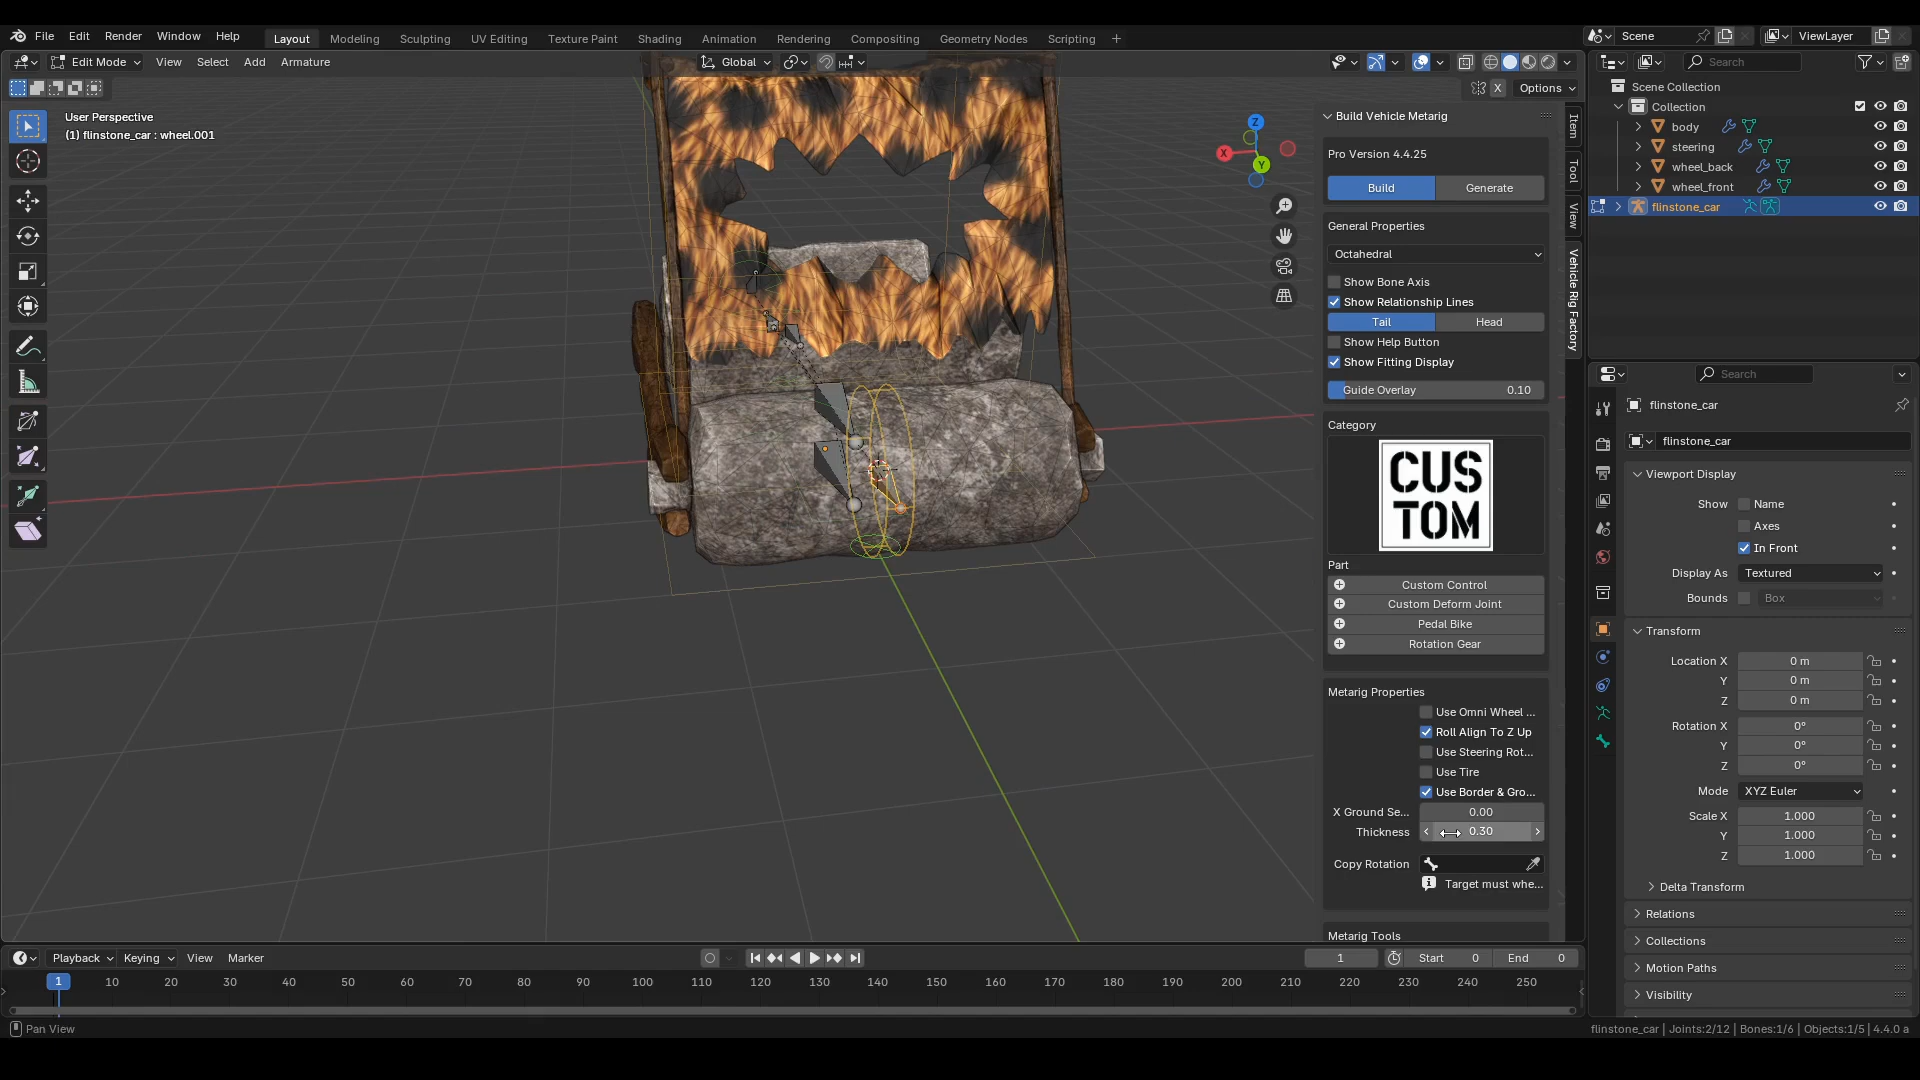 File Edit Render Window Help Layout Modeling Sculpting UV Editing Texture Paint Shading Animation Rendering Compositing Geometry Nodes Scripting + Scene ViewLayer
Edit Mode View Select Add Armature Global Search
X Options
User Perspective
(1) flinstone_car : wheel.001
Z
X
Y
Build Vehicle Metarig
Pro Version 4.4.25
Build Generate
General Properties
Octahedral
Show Bone Axis
Show Relationship Lines
Tail Head
Show Help Button
Show Fitting Display
Guide Overlay 0.10
Category
CUS
TOM
Part
Custom Control
Custom Deform Joint
Pedal Bike
Rotation Gear
Metarig Properties
Use Omni Wheel ...
Roll Align To Z Up
Use Steering Rot...
Use Tire
Use Border & Gro...
X Ground Se... 0.00
Thickness 0.30
Copy Rotation
Target must whe...
Metarig Tools
Item
Tool
View
Vehicle Rig Factory
Scene Collection
Collection
body
steering
wheel_back
wheel_front
flinstone_car
Search
flinstone_car
flinstone_car
Viewport Display
Show Name
Axes
In Front
Display As Textured
Bounds Box
Transform
Location X 0 m
Y 0 m
Z 0 m
Rotation X 0°
Y 0°
Z 0°
Mode XYZ Euler
Scale X 1.000
Y 1.000
Z 1.000
Delta Transform
Relations
Collections
Motion Paths
Visibility
Playback Keying View Marker 1 Start 0 End 0
1 10 20 30 40 50 60 70 80 90 100 110 120 130 140 150 160 170 180 190 200 210 220 230 240 250
Pan View flinstone_car | Joints:2/12 | Bones:1/6 | Objects:1/5 | 4.4.0 a